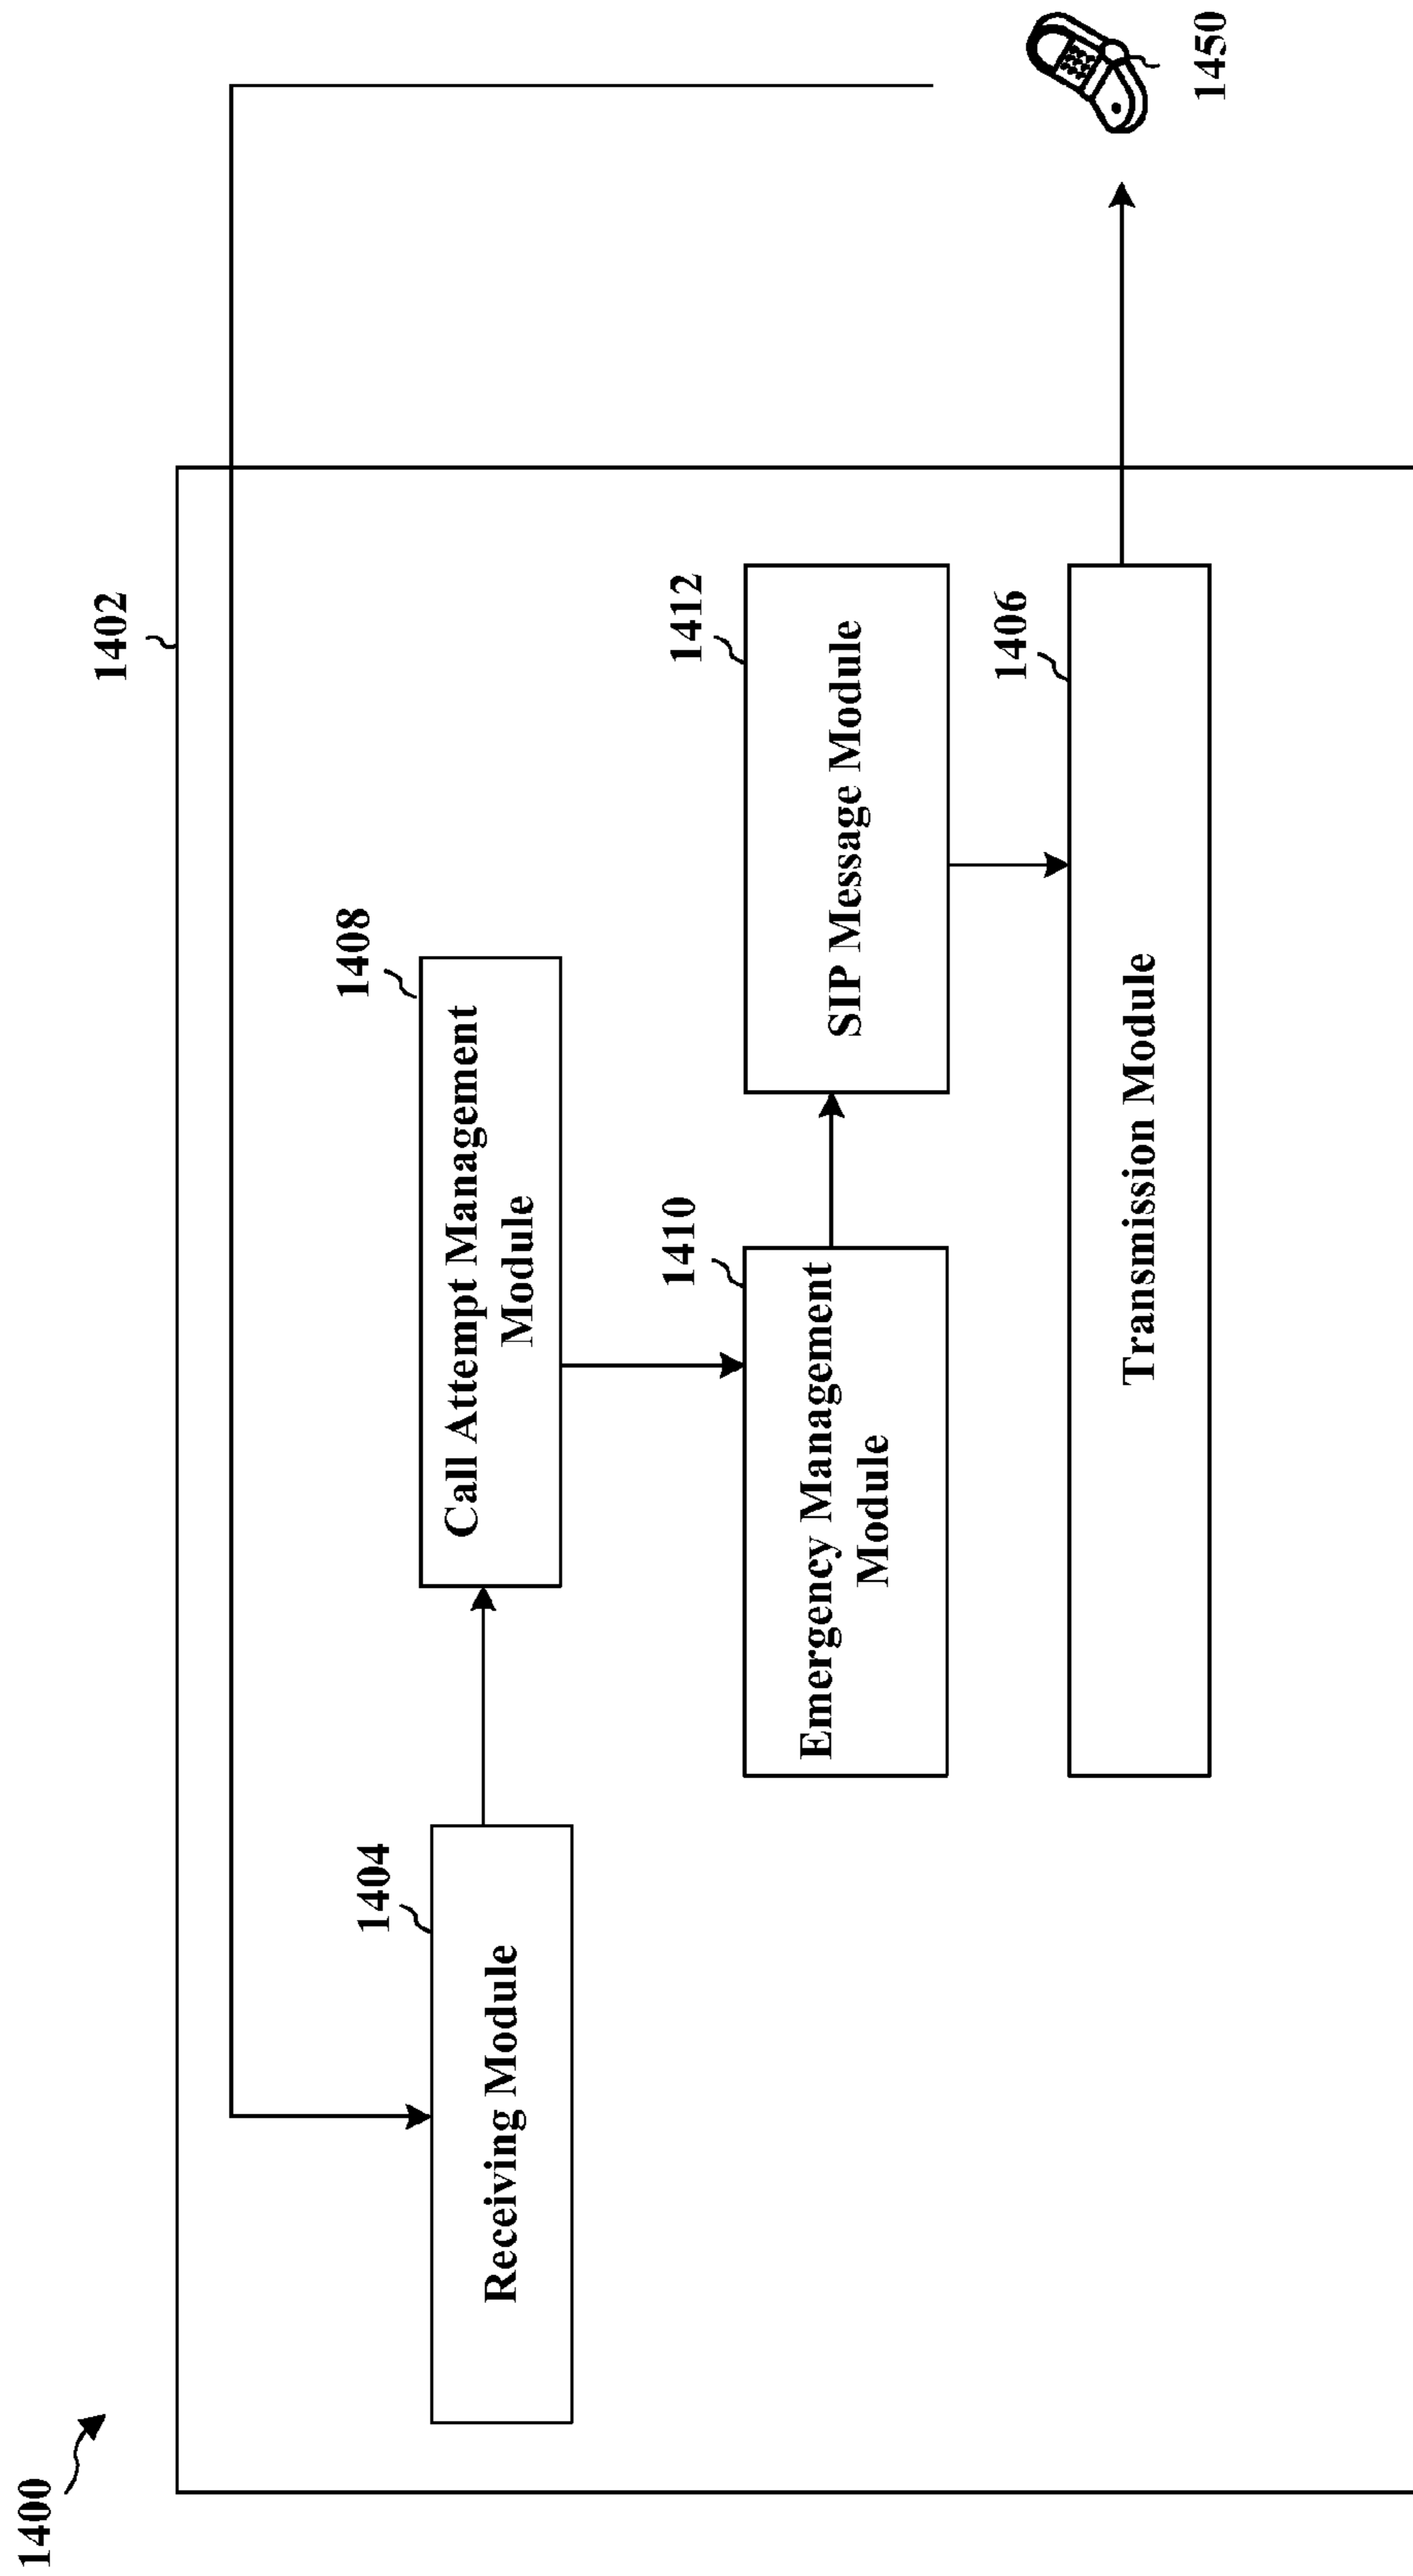 1400
1402
1404
Receiving Module
1408
Call Attempt Management
Module
1410
Emergency Management
Module
1412
SIP Message Module
1406
Transmission Module
1450